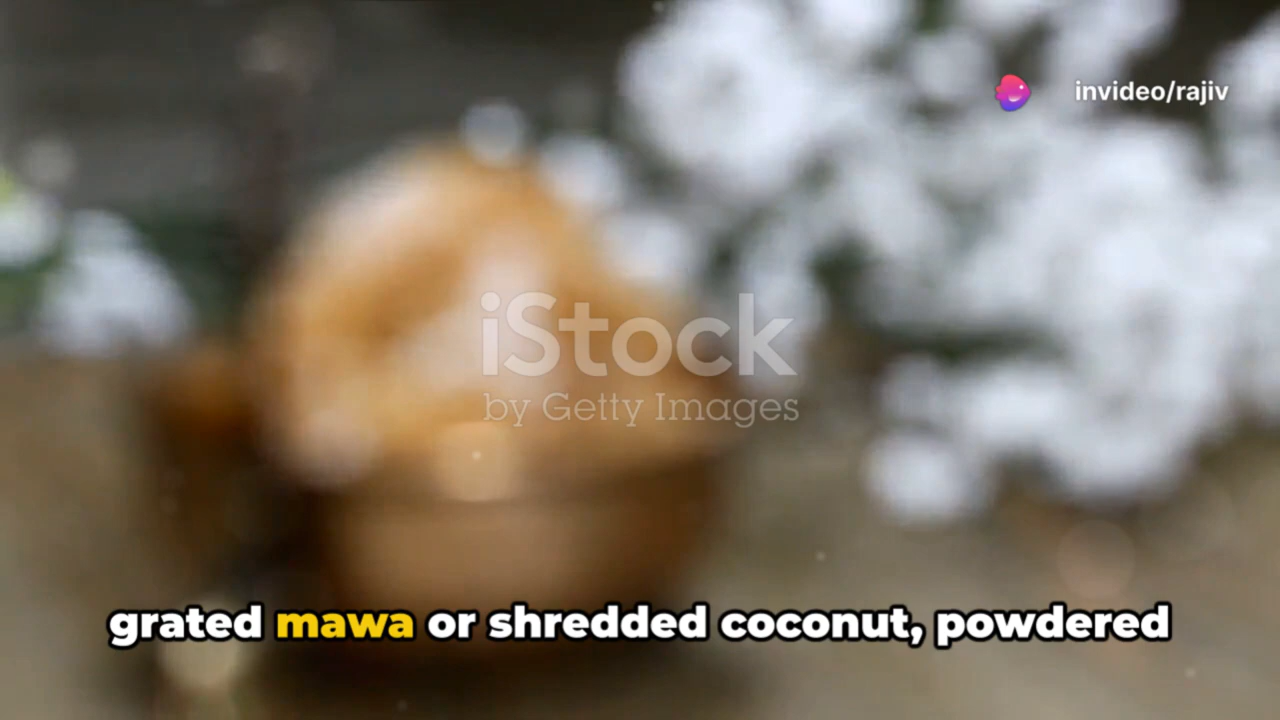 invideo/rajiv
iStock
by Getty Images
grated mawa or shredded coconut, powdered